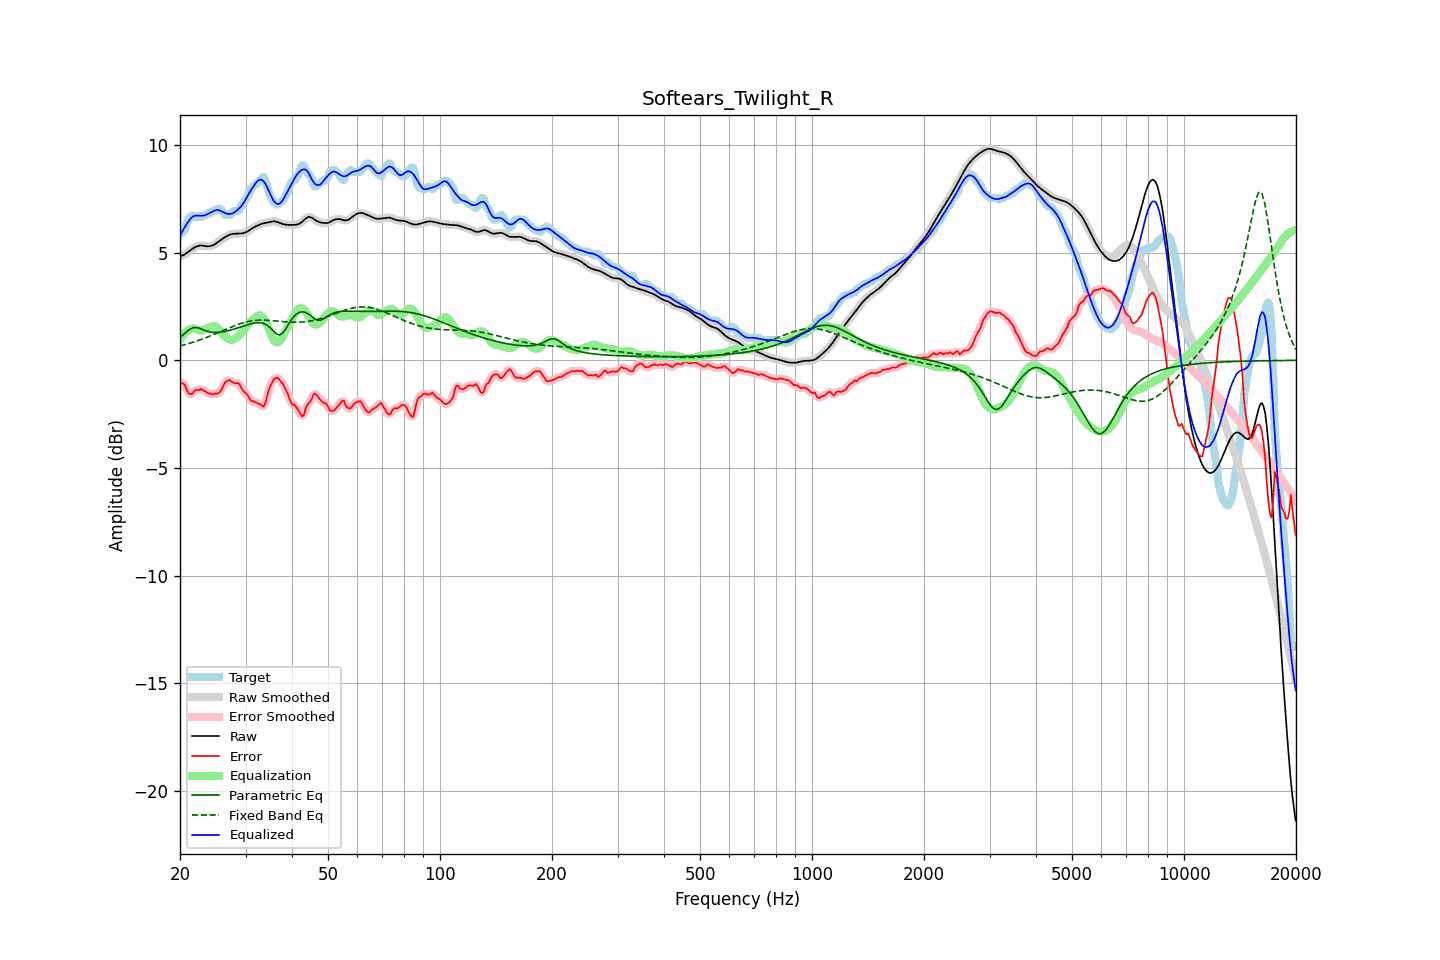 Softears_Twilight_R
10
5
0
−5
−10
−15
−20
Amplitude (dBr)
Target
Raw Smoothed
Error Smoothed
Raw
Error
Equalization
Parametric Eq
Fixed Band Eq
Equalized
20 50 100 200 500 1000 2000 5000 10000 20000
Frequency (Hz)